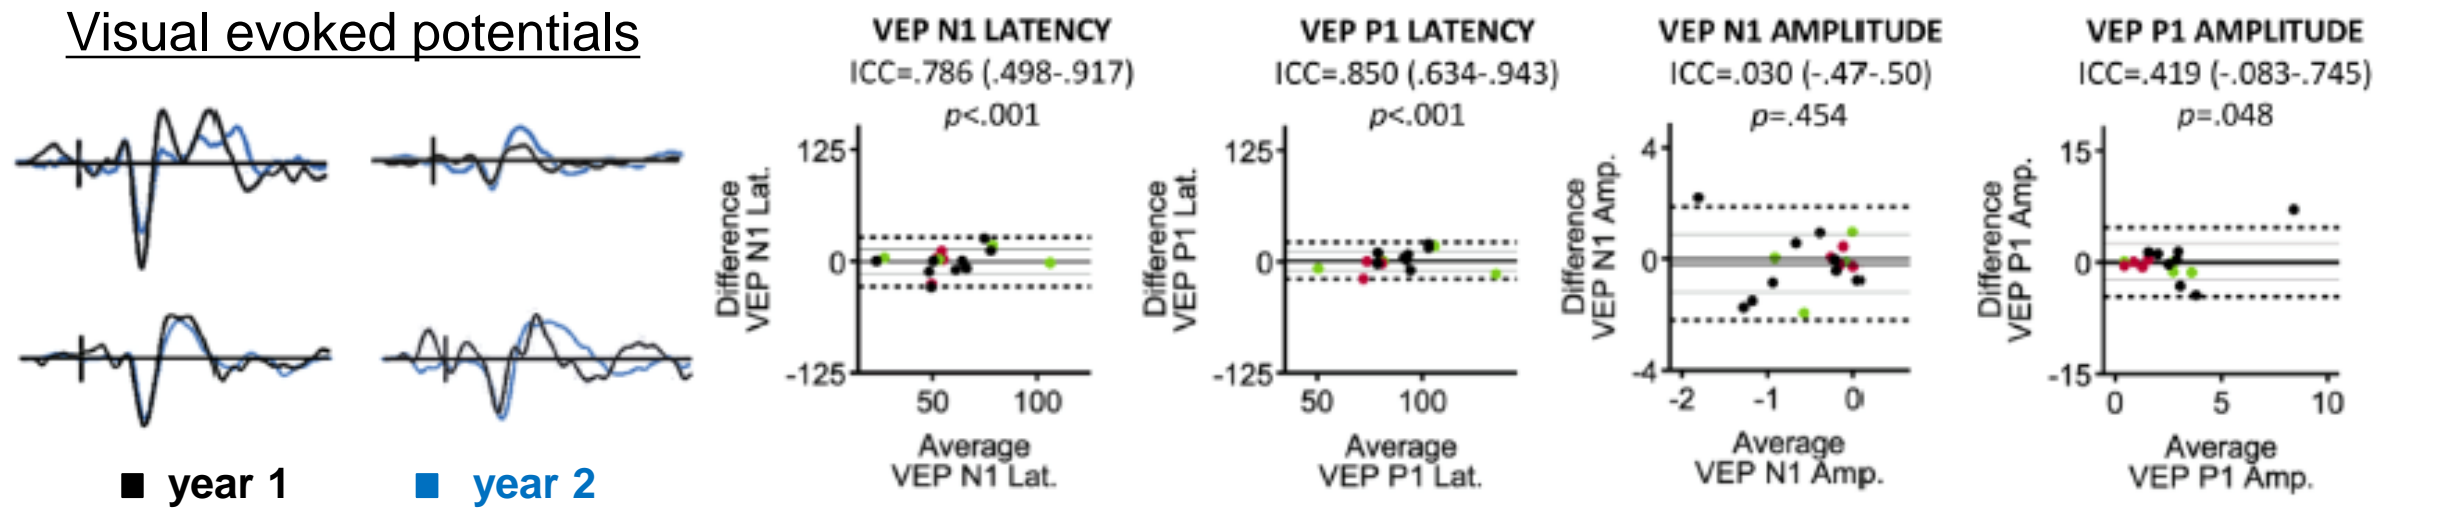 Visual evoked potentials
year 1
year 2
VEP N1 LATENCY
ICC=.786 (.498-.917)
p<.001
125
0
-125
Difference
VEP N1 Lat.
50
100
Average
VEP N1 Lat.
VEP P1 LATENCY
ICC=.850 (.634-.943)
p<.001
125
0
-125
Difference
VEP P1 Lat.
50
100
Average
VEP P1 Lat.
VEP N1 AMPLITUDE
ICC=.030 (-.47-.50)
p=.454
4
0
-4
Difference
VEP N1 Amp.
-2
-1
0
Average
VEP N1 Amp.
VEP P1 AMPLITUDE
ICC=.419 (-.083-.745)
p=.048
15
0
-15
Difference
VEP P1 Amp.
0
5
10
Average
VEP P1 Amp.